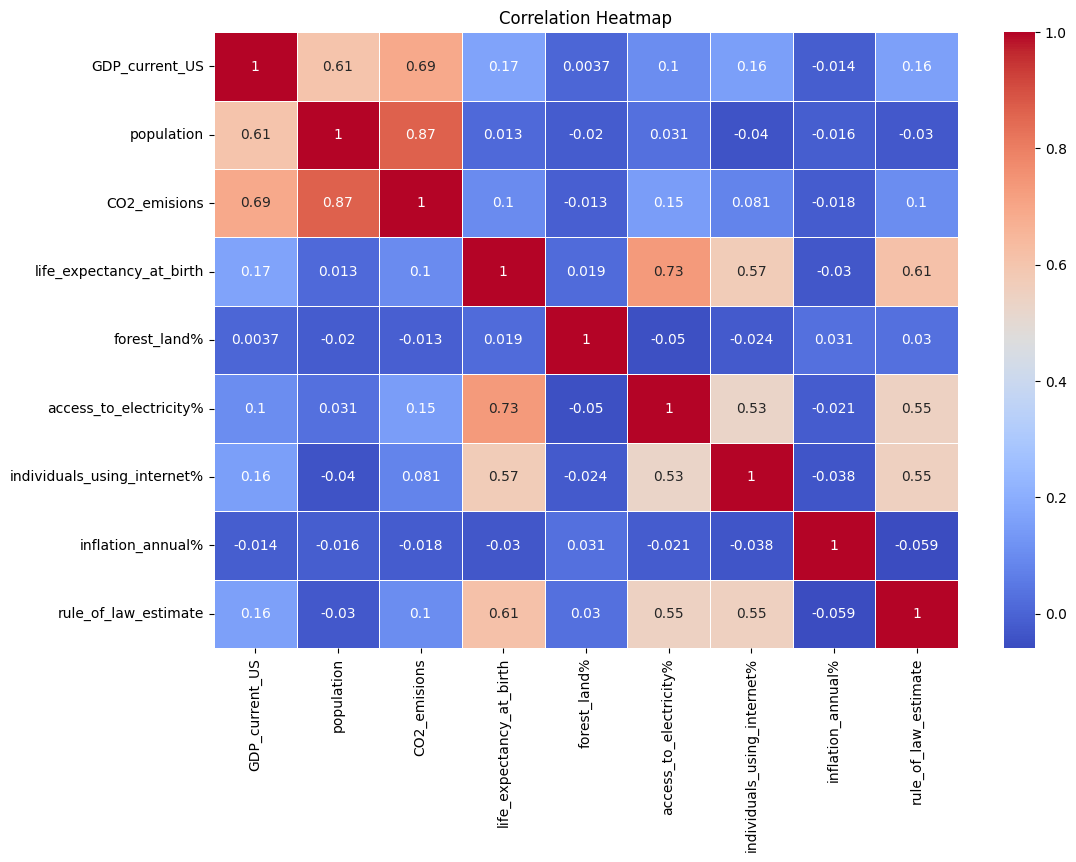 Correlation Heatmap
GDP_current_US 1 0.61 0.69 0.17 0.0037 0.1 0.16 -0.014 0.16
population 0.61 1 0.87 0.013 -0.02 0.031 -0.04 -0.016 -0.03
CO2_emisions 0.69 0.87 1 0.1 -0.013 0.15 0.081 -0.018 0.1
life_expectancy_at_birth 0.17 0.013 0.1 1 0.019 0.73 0.57 -0.03 0.61
forest_land% 0.0037 -0.02 -0.013 0.019 1 -0.05 -0.024 0.031 0.03
access_to_electricity% 0.1 0.031 0.15 0.73 -0.05 1 0.53 -0.021 0.55
individuals_using_internet% 0.16 -0.04 0.081 0.57 -0.024 0.53 1 -0.038 0.55
inflation_annual% -0.014 -0.016 -0.018 -0.03 0.031 -0.021 -0.038 1 -0.059
rule_of_law_estimate 0.16 -0.03 0.1 0.61 0.03 0.55 0.55 -0.059 1
GDP_current_US
population
CO2_emisions
life_expectancy_at_birth
forest_land%
access_to_electricity%
individuals_using_internet%
inflation_annual%
rule_of_law_estimate
1.0
0.8
0.6
0.4
0.2
0.0